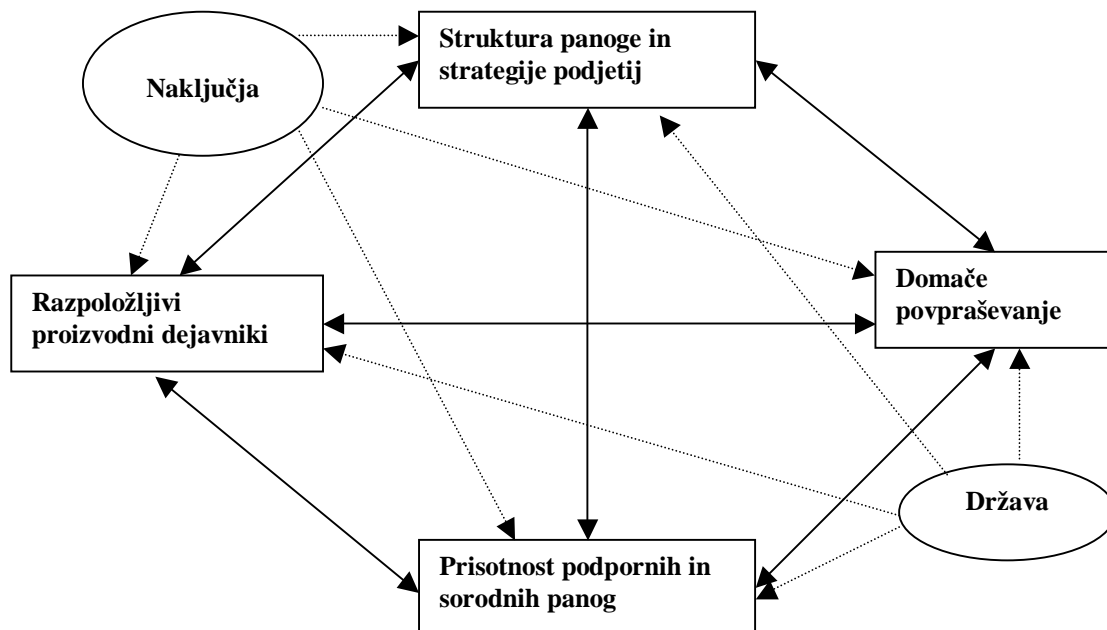 Struktura panoge in
strategije podjetij
Naključja
Razpoložljivi
proizvodni dejavniki
Domače
povpraševanje
Država
Prisotnost podpornih in
sorodnih panog